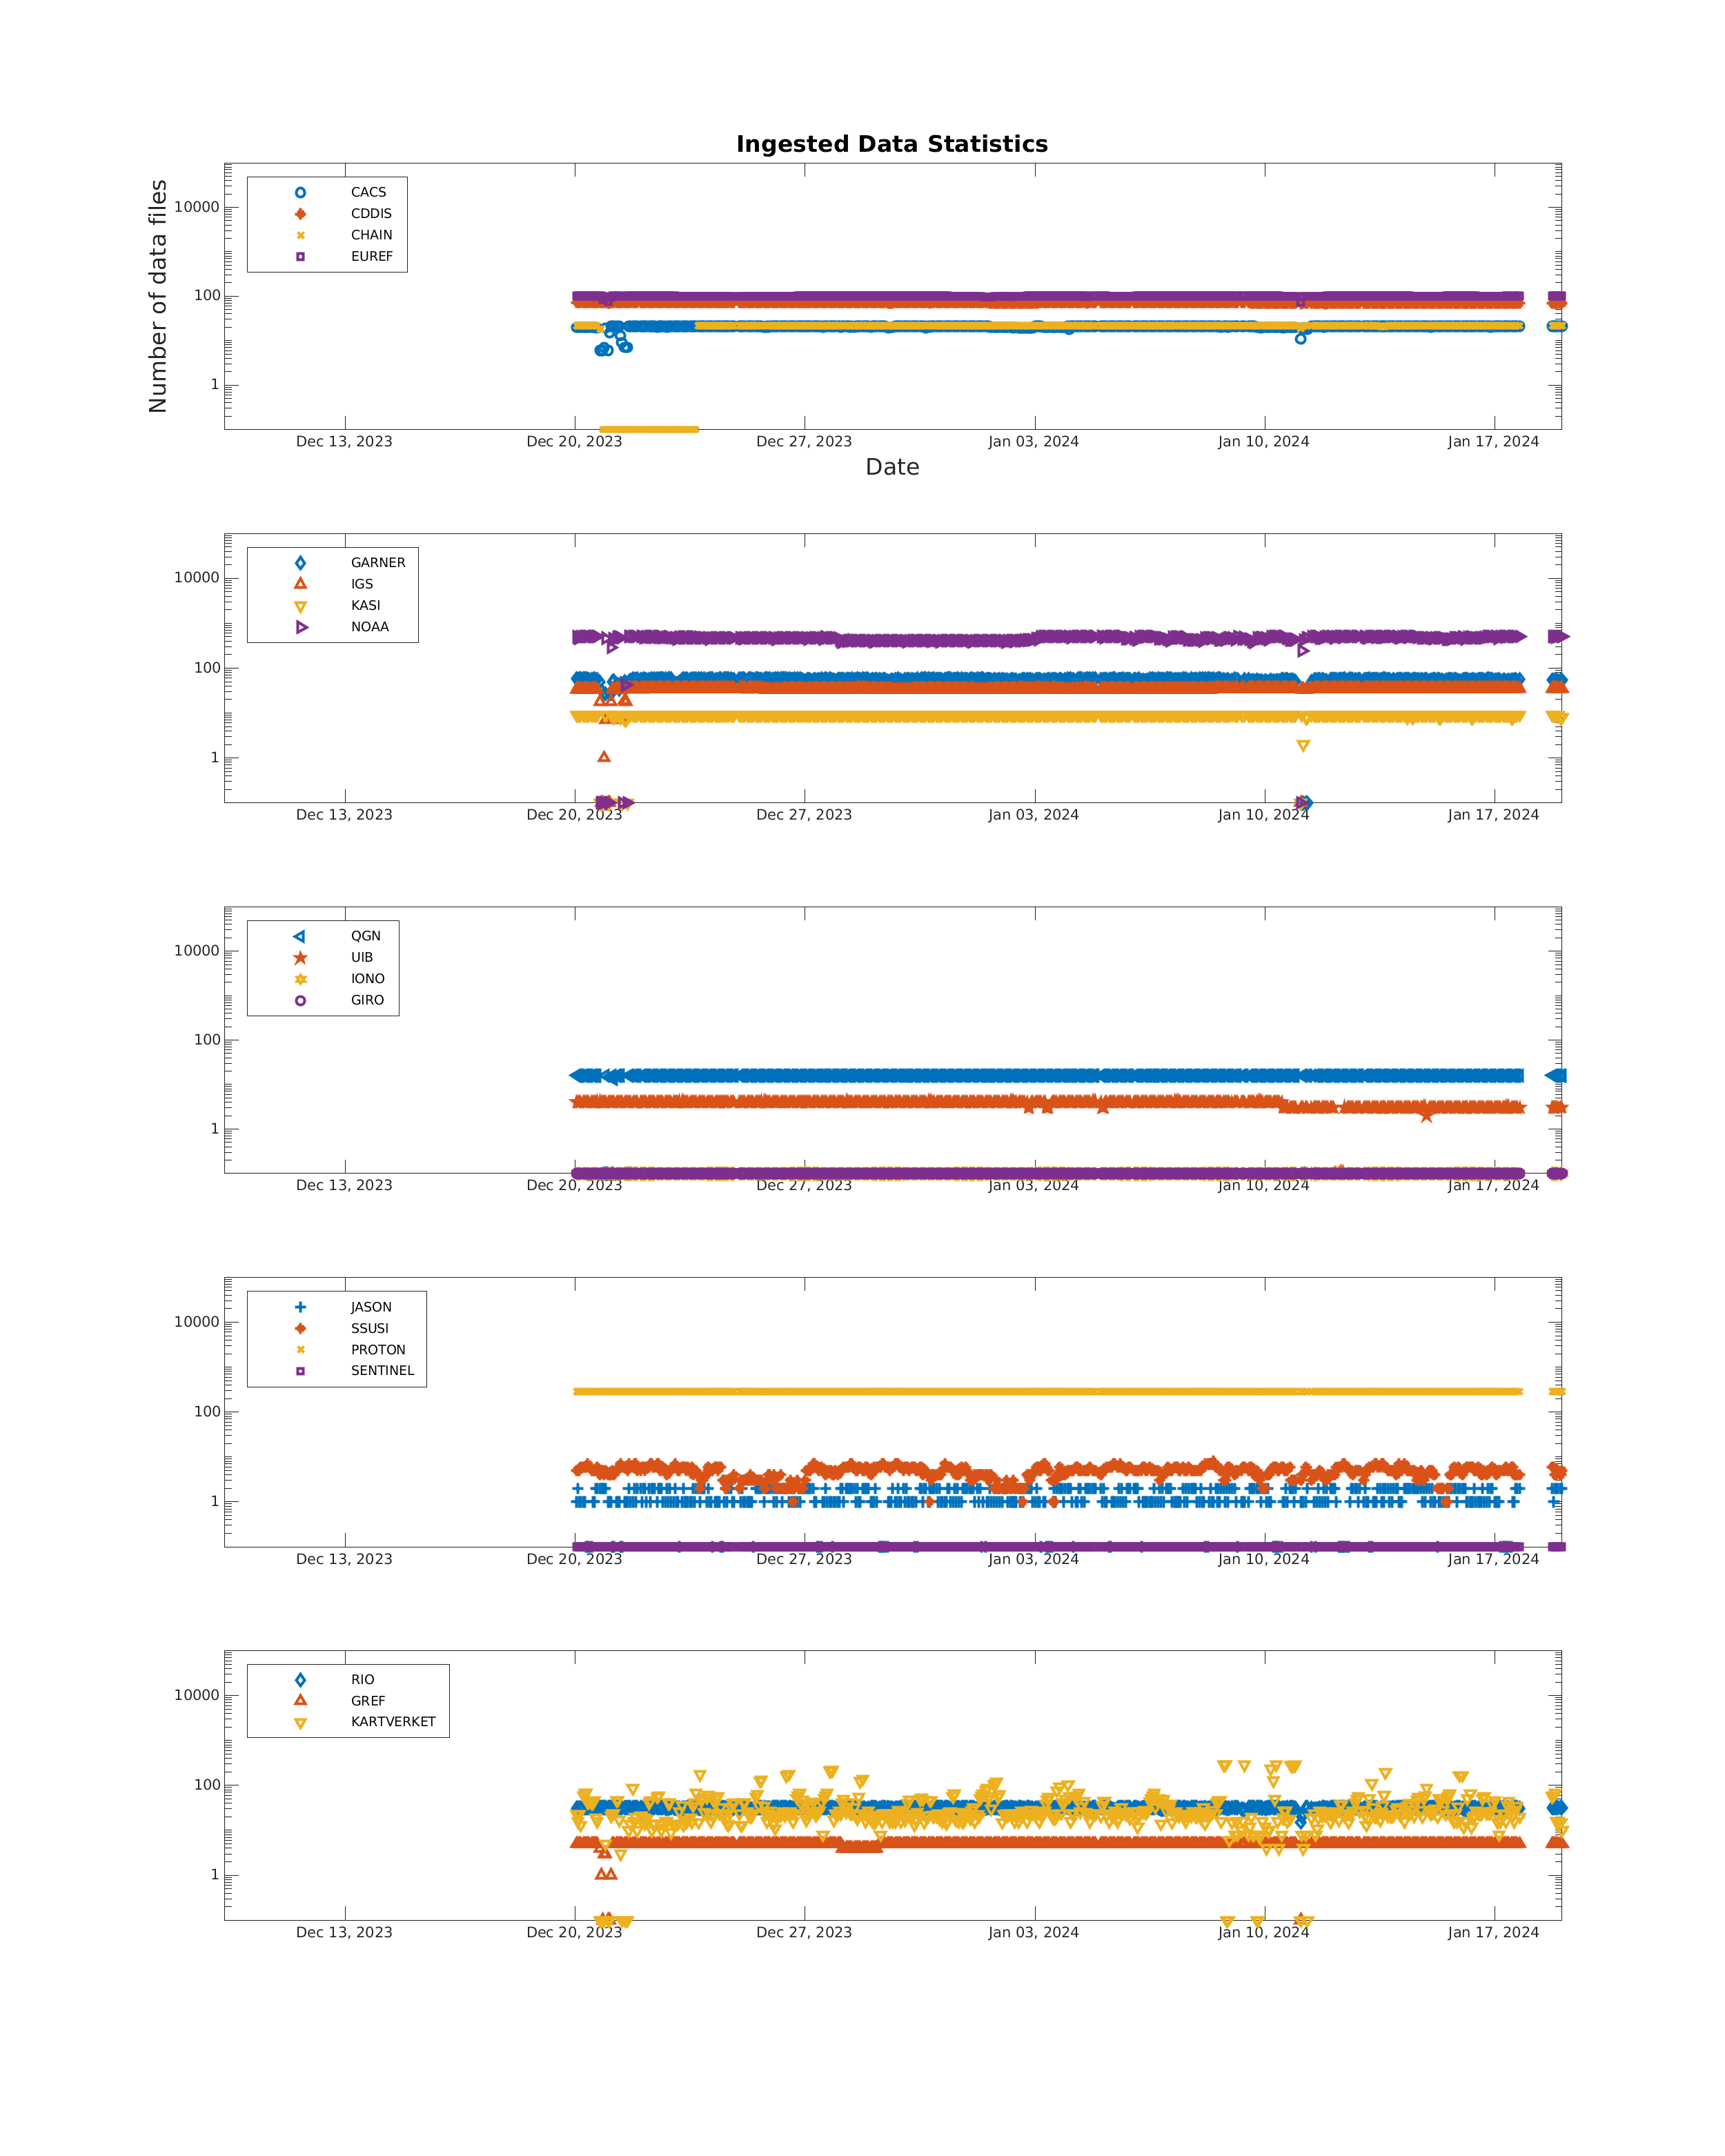 Ingested Data Statistics
Number of data files
10000
100
1
CACS
CDDIS
CHAIN
EUREF
Dec 13, 2023 Dec 20, 2023 Dec 27, 2023 Jan 03, 2024 Jan 10, 2024 Jan 17, 2024
Date
10000
100
1
GARNER
IGS
KASI
NOAA
Dec 13, 2023 Dec 20, 2023 Dec 27, 2023 Jan 03, 2024 Jan 10, 2024 Jan 17, 2024
10000
100
1
QGN
UIB
IONO
GIRO
Dec 13, 2023 Dec 20, 2023 Dec 27, 2023 Jan 03, 2024 Jan 10, 2024 Jan 17, 2024
10000
100
1
JASON
SSUSI
PROTON
SENTINEL
Dec 13, 2023 Dec 20, 2023 Dec 27, 2023 Jan 03, 2024 Jan 10, 2024 Jan 17, 2024
10000
100
1
RIO
GREF
KARTVERKET
Dec 13, 2023 Dec 20, 2023 Dec 27, 2023 Jan 03, 2024 Jan 10, 2024 Jan 17, 2024